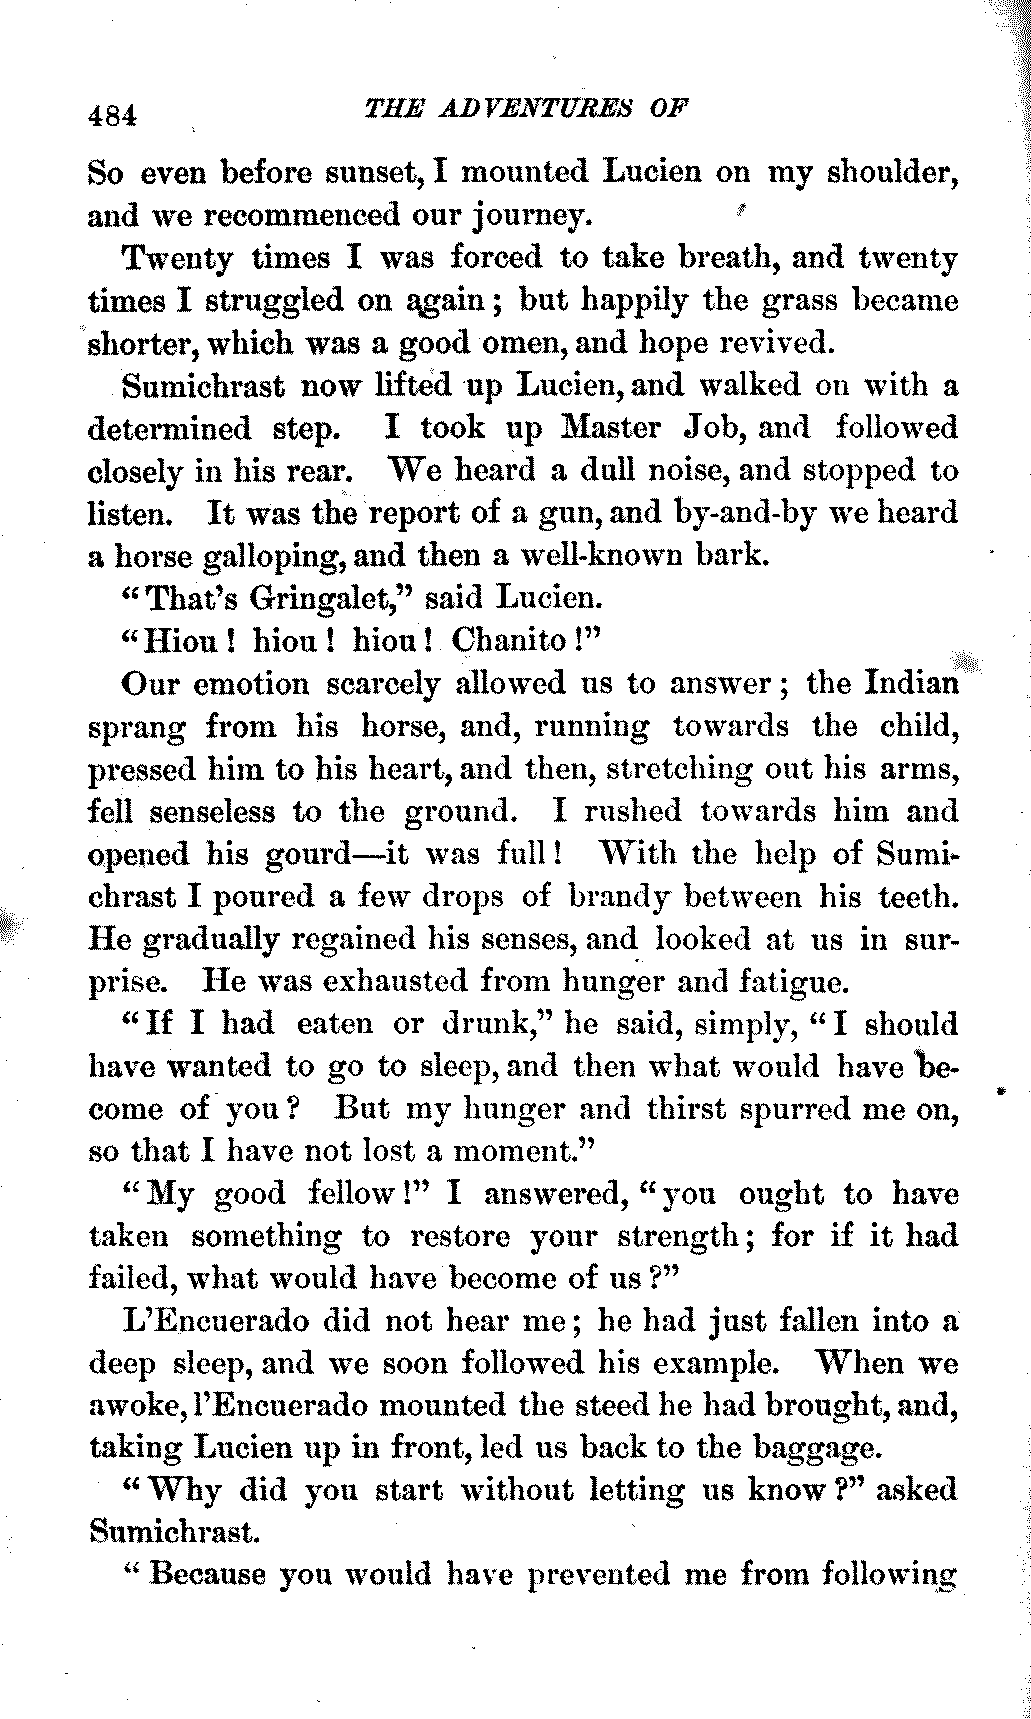 484 THE ADVENTURES OF
So even before sunset, I mounted Lucien on my shoulder,
and we recommenced our journey.
Twenty times I was forced to take breath, and twenty
times I struggled on again; but happily the grass became
shorter, which was a good omen, and hope revived.
Sumichrast now lifted up Lucien, and walked on with a
determined step. I took up Master Job, and followed
closely in his rear. We heard a dull noise, and stopped to
listen. It was the report of a gun, and by-and-by we heard
a horse galloping, and then a well-known bark.
"That's Gringalet," said Lucien.
"Hiou! hiou! hiou! Chanito!"
Our emotion scarcely allowed us to answer; the Indian
sprang from his horse, and, running towards the child,
pressed him to his heart, and then, stretching out his arms,
fell senseless to the ground. I rushed towards him and
opened his gourd—it was full! With the help of Sumi-
chrast I poured a few drops of brandy between his teeth.
He gradually regained his senses, and looked at us in sur-
prise. He was exhausted from hunger and fatigue.
"If I had eaten or drunk," he said, simply, "I should
have wanted to go to sleep, and then what would have be-
come of you? But my hunger and thirst spurred me on,
so that I have not lost a moment."
"My good fellow!" I answered, "you ought to have
taken something to restore your strength; for if it had
failed, what would have become of us?"
L'Encuerado did not hear me; he had just fallen into a
deep sleep, and we soon followed his example. When we
awoke, l'Encuerado mounted the steed he had brought, and,
taking Lucien up in front, led us back to the baggage.
"Why did you start without letting us know?" asked
Sumichrast.
"Because you would have prevented me from following